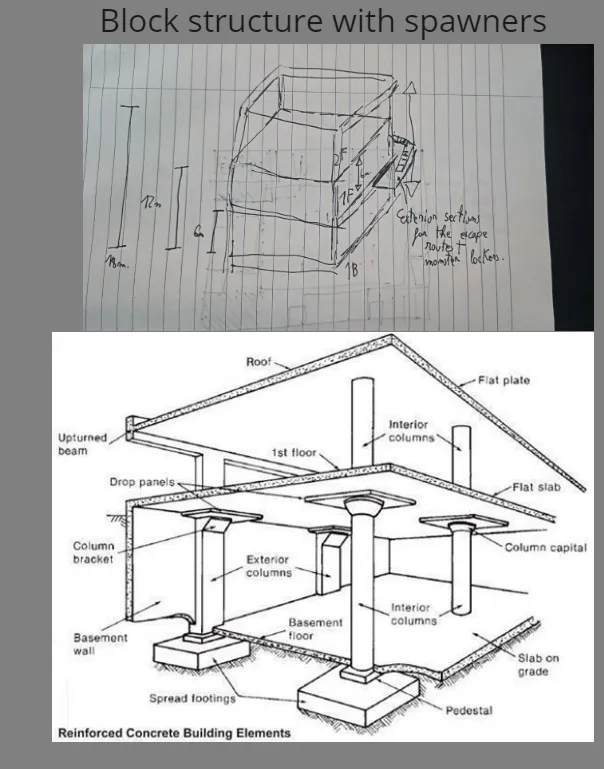 Block structure with spawners
2F
12m
1F
6m
6m
Exterior sections
for the escape
routes +
monster lockers.
18m.
1B
Roof
Flat plate
Interior
columns
Upturned
beam
1st floor
Drop panels
Flat slab
Column
bracket
Exterior
columns
Column capital
Interior
columns
Basement
floor
Basement
wall
Slab on
grade
Spread footings
Pedestal
Reinforced Concrete Building Elements